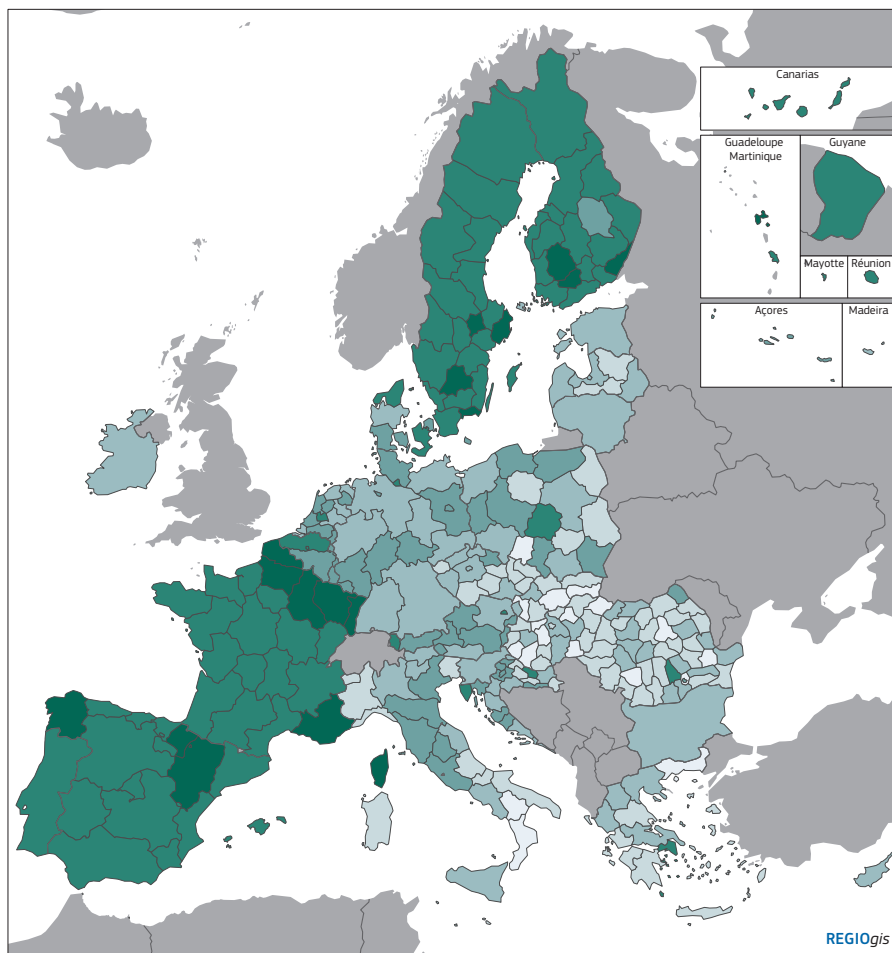 Canarias
Guadeloupe
Martinique
Guyane
Mayotte
Réunion
Açores
Madeira
REGIOgis